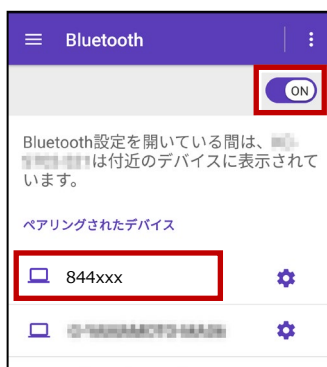 Bluetooth
ON
Bluetooth設定を開いている間は、
は付近のデバイスに表示されて
います。
ペアリングされたデバイス
844xxx